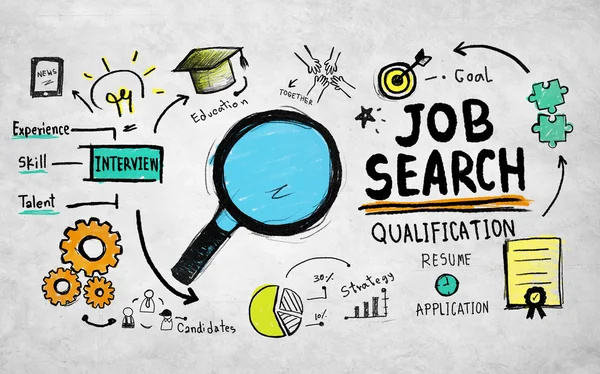 NEWS
Education
TOGETHER
Goal
Experience
Skill
Talent
INTERVIEW
JOB
SEARCH
QUALIFICATION
RESUME
APPLICATION
Candidates
30%
10%
Strategy